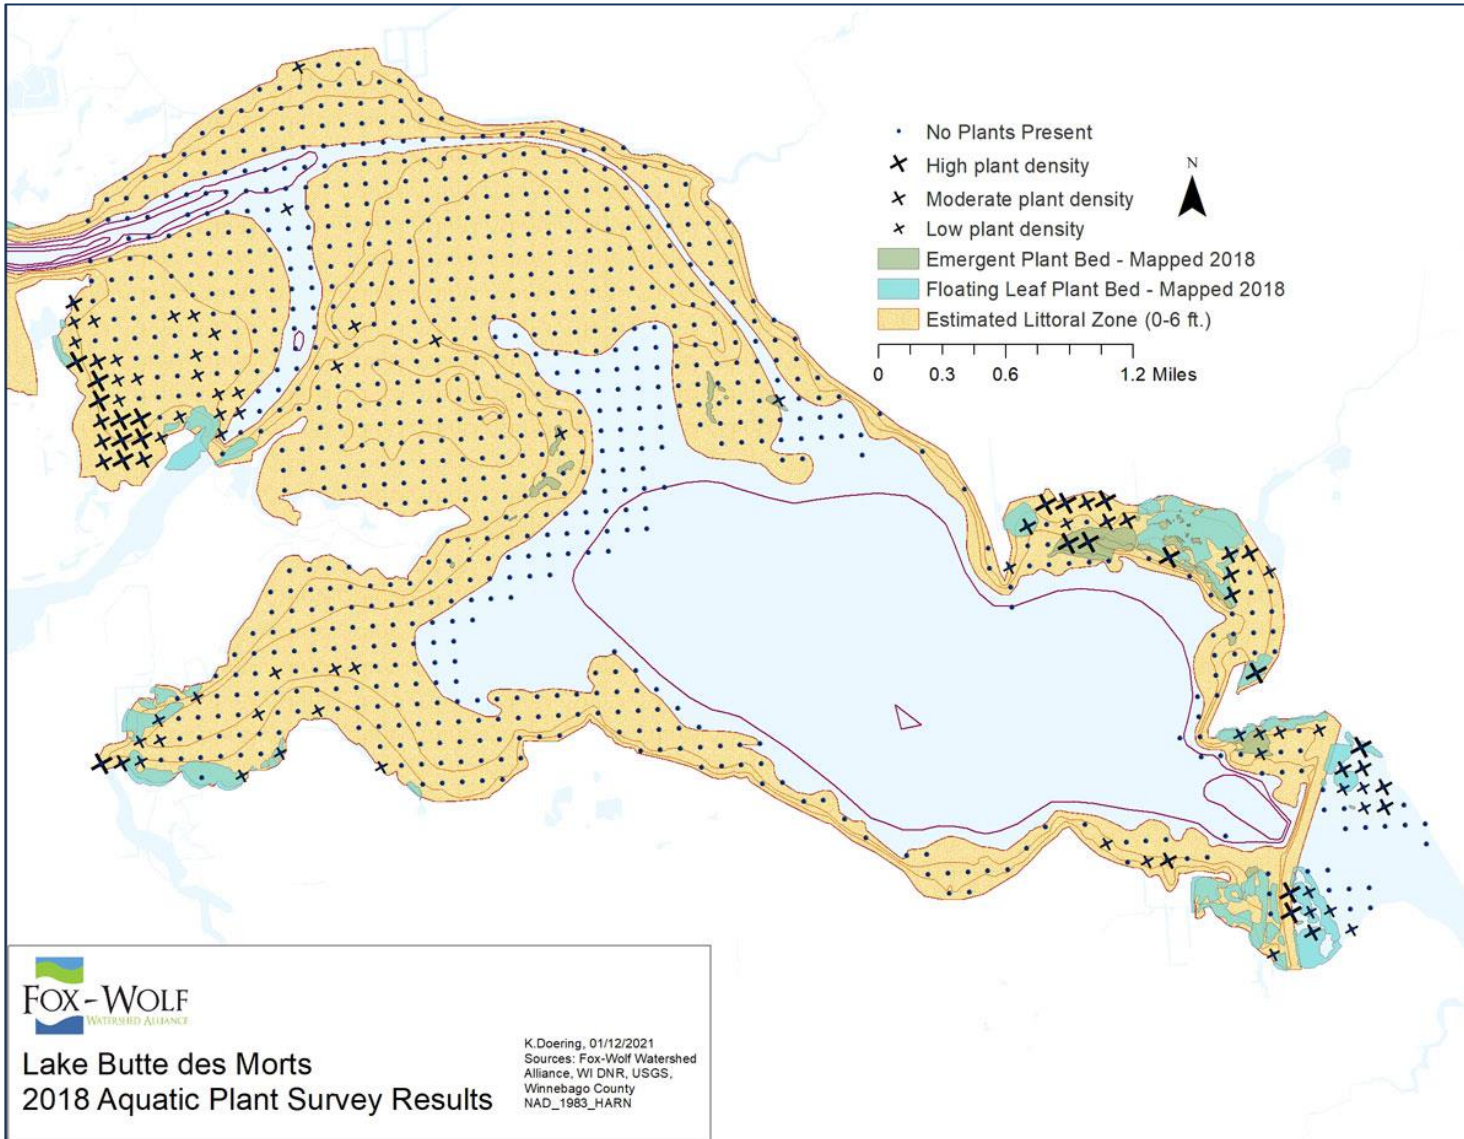 No Plants Present
High plant density
N
Moderate plant density
Low plant density
Emergent Plant Bed - Mapped 2018
Floating Leaf Plant Bed - Mapped 2018
Estimated Littoral Zone (0-6 ft.)
0 0.3 0.6 1.2 Miles
FOX-WOLF
WATERSHED ALLIANCE
Lake Butte des Morts
2018 Aquatic Plant Survey Results
K.Doering, 01/12/2021
Sources: Fox-Wolf Watershed
Alliance, WI DNR, USGS,
Winnebago County
NAD_1983_HARN